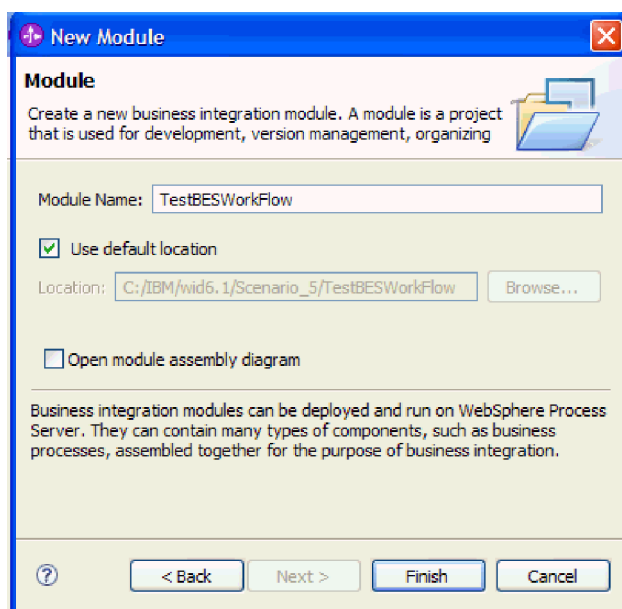 New Module
Module
Create a new business integration module. A module is a project
that is used for development, version management, organizing
Module Name: TestBESWorkFlow
Use default location
Location: C:/IBM/wid6.1/Scenario_5/TestBESWorkFlow Browse...
Open module assembly diagram
Business integration modules can be deployed and run on WebSphere Process
Server. They can contain many types of components, such as business
processes, assembled together for the purpose of business integration.
? < Back Next > Finish Cancel